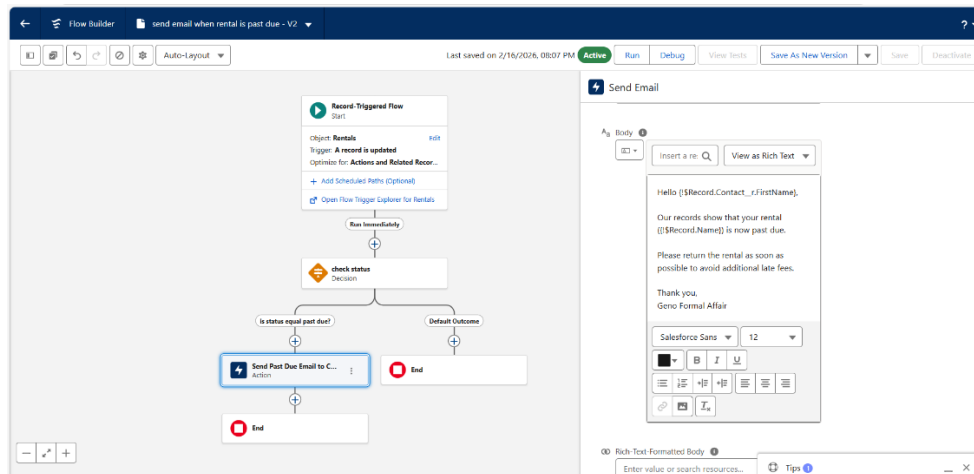 Flow Builder
send email when rental is past due - V2
?
Auto-Layout
Last saved on 2/16/2026, 08:07 PM
Active
Run
Debug
View Tests
Save As New Version
Save
Deactivate
Record-Triggered Flow
Start
Object: Rentals
Edit
Trigger: A record is updated
Optimize for: Actions and Related Recor...
+ Add Scheduled Paths (Optional)
Open Flow Trigger Explorer for Rentals
Run Immediately
check status
Decision
is status equal past due?
Default Outcome
Send Past Due Email to C...
Action
End
End
Send Email
Body
Insert a re
View as Rich Text
Hello {!$Record.Contact__r.FirstName},
Our records show that your rental
({!$Record.Name}) is now past due.
Please return the rental as soon as
possible to avoid additional late fees.
Thank you,
Geno Formal Affair
Salesforce Sans
12
B I U
Rich-Text-Formatted Body
Enter value or search resources...
Tips 1